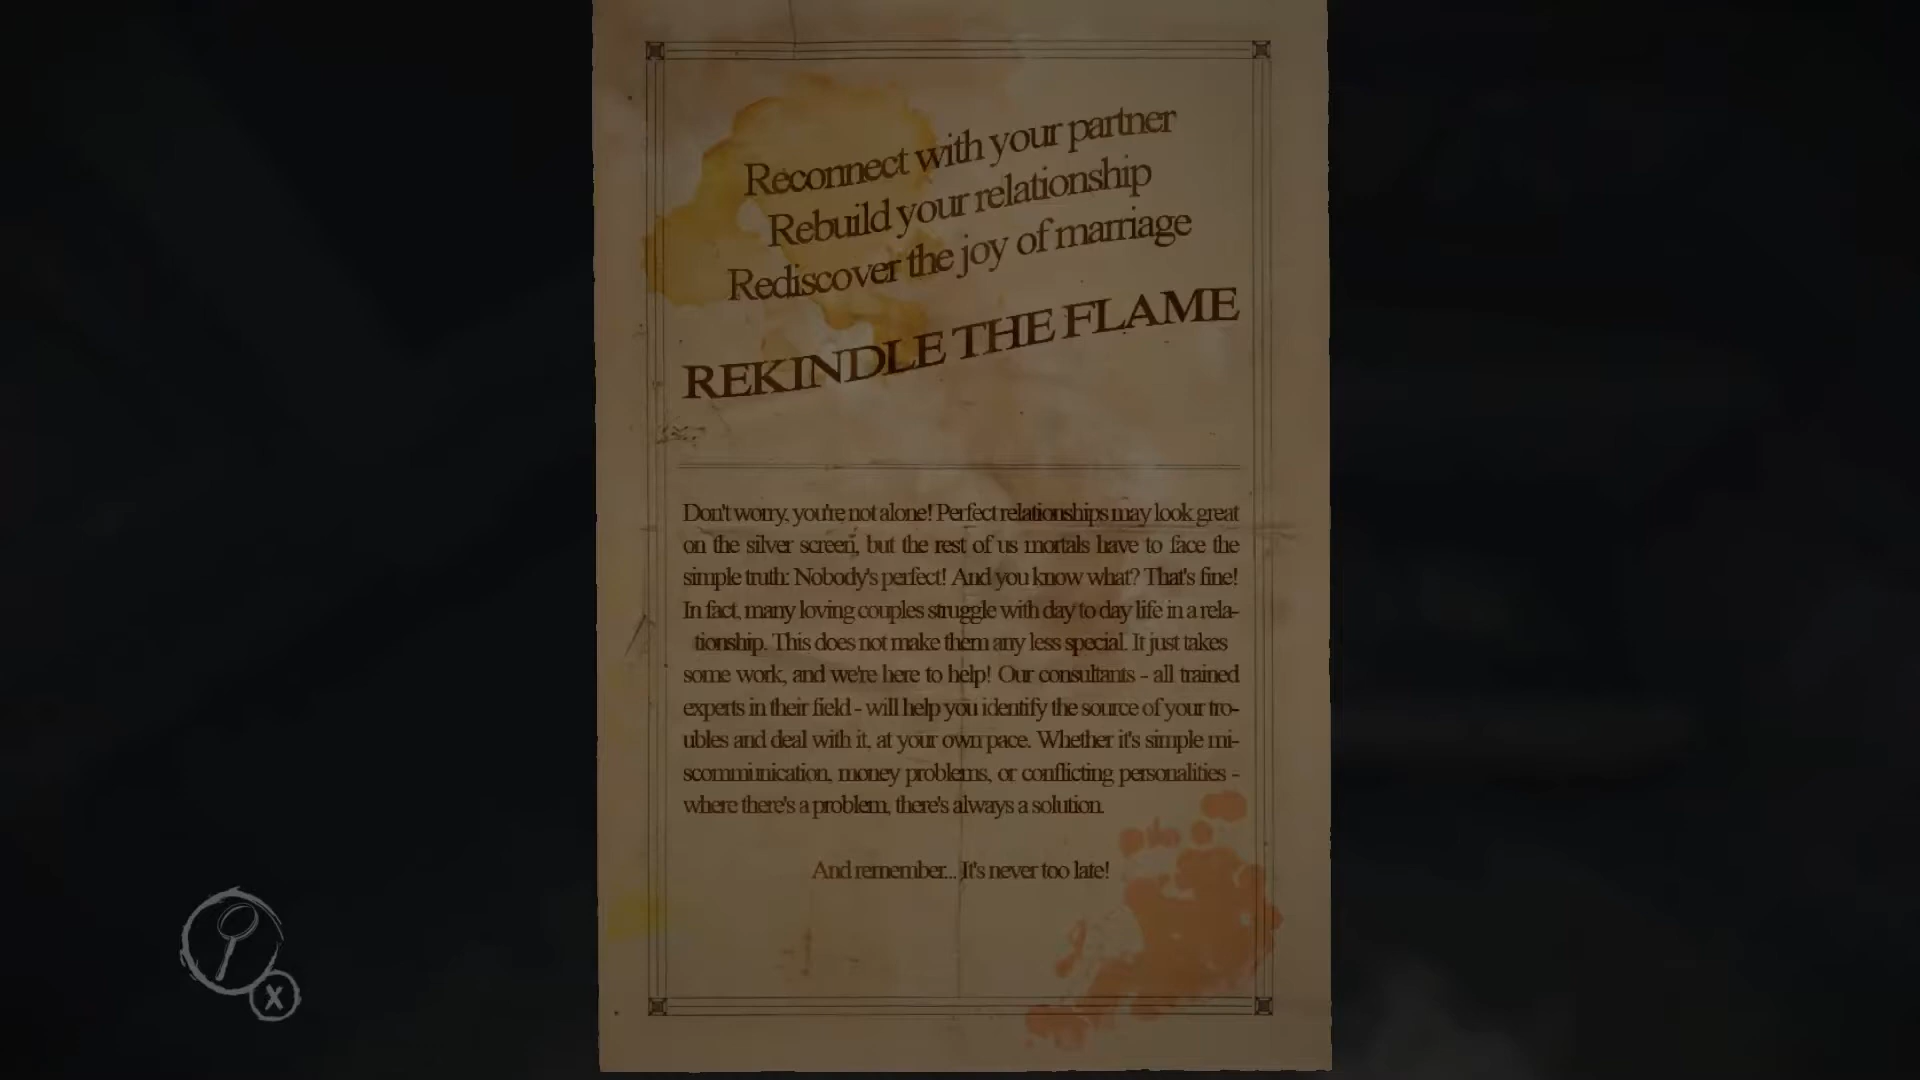 Reconnect with your partner
Rebuild your relationship
Rediscover the joy of marriage
REKINDLE THE FLAME
Don't worry, you're not alone! Perfect relationships may look great
on the silver screen, but the rest of us mortals have to face the
simple truth: Nobody's perfect! And you know what? That's fine!
In fact, many loving couples struggle with day to day life in a rela-
tionship. This does not make them any less special. It just takes
some work, and we're here to help! Our consultants - all trained
experts in their field - will help you identify the source of your tro-
ubles and deal with it, at your own pace. Whether it's simple mi-
scommunication, money problems, or conflicting personalities -
where there's a problem, there's always a solution.
And remember... It's never too late!
X